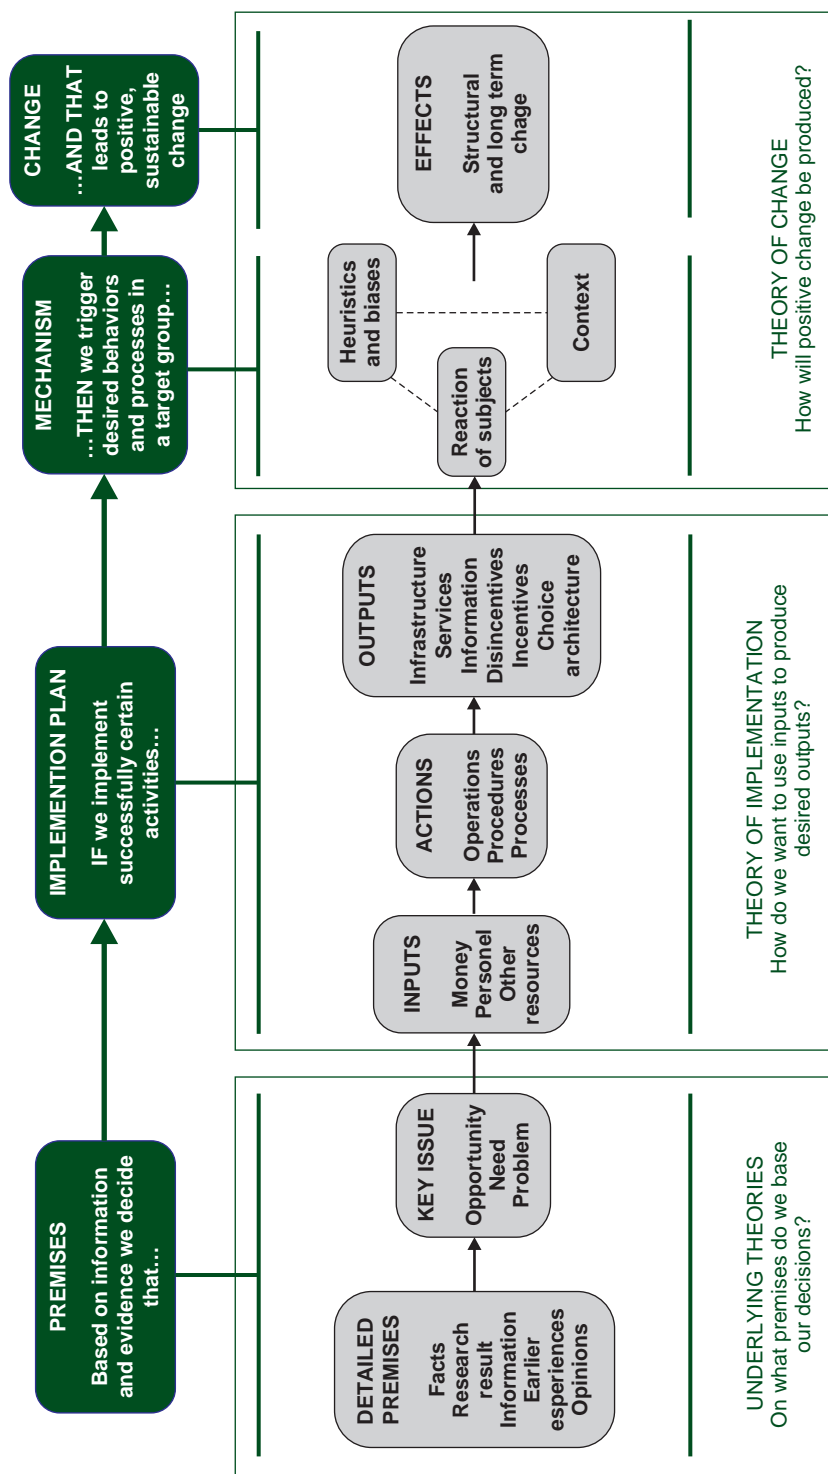 PREMISES
Based on information
and evidence we decide
that…
IMPLEMENTION PLAN
IF we implement
successfully certain
activities…
MECHANISM
…THEN we trigger
desired behaviors
and processes in
a target group…
CHANGE
…AND THAT
leads to
positive,
sustainable
change
DETAILED
PREMISES
Facts
Research
result
Information
Earlier
esperiences
Opinions
KEY ISSUE
Opportunity
Need
Problem
INPUTS
Money
Personel
Other
resources
ACTIONS
Operations
Procedures
Processes
OUTPUTS
Infrastructure
Services
Information
Disincentives
Incentives
Choice
architecture
Reaction
of subjects
Heuristics
and biases
Context
EFFECTS
Structural
and long term
chage
UNDERLYING THEORIES
On what premises do we base
our decisions?
THEORY OF IMPLEMENTATION
How do we want to use inputs to produce
desired outputs?
THEORY OF CHANGE
How will positive change be produced?